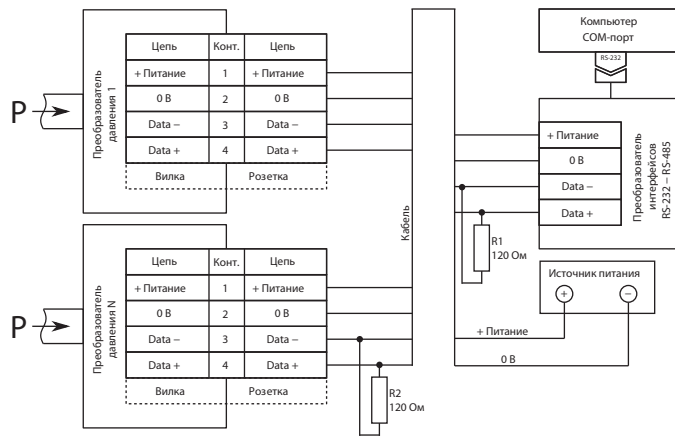 P
Преобразователь
давления 1
Цепь Конт. Цепь
+ Питание 1 + Питание
0 В 2 0 В
Data – 3 Data –
Data + 4 Data +
Вилка Розетка
P
Преобразователь
давления N
Цепь Конт. Цепь
+ Питание 1 + Питание
0 В 2 0 В
Data – 3 Data –
Data + 4 Data +
Вилка Розетка
R2
120 Ом
Кабель
Компьютер
COM-порт
RS-232
+ Питание
0 В
Data –
Data +
Преобразователь
интерфейсов
RS-232 – RS-485
R1
120 Ом
Источник питания
+ –
+ Питание
0 В